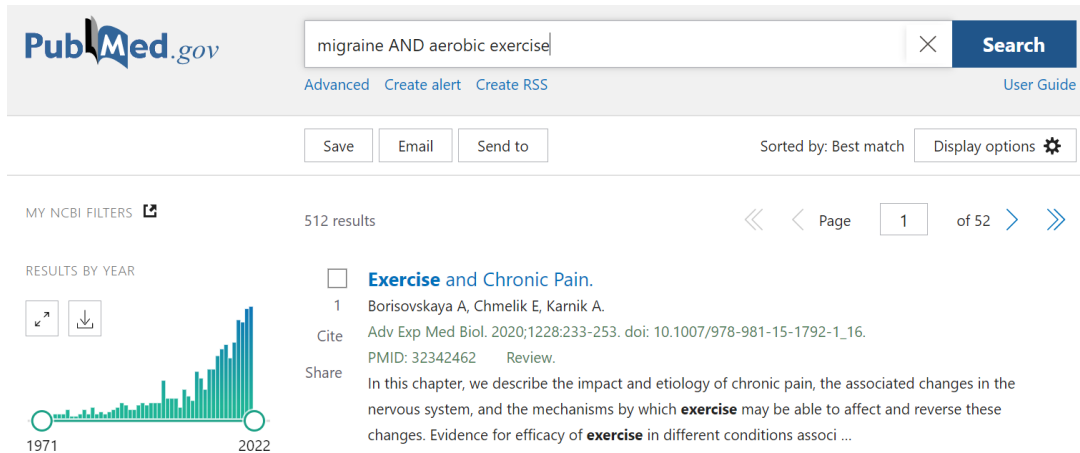 PubMed.gov
migraine AND aerobic exercise
Search
Advanced Create alert Create RSS
User Guide
Save Email Send to
Sorted by: Best match Display options
MY NCBI FILTERS
512 results
Page 1 of 52
RESULTS BY YEAR
1971 2022
Exercise and Chronic Pain.
1
Borisovskaya A, Chmelik E, Karnik A.
Cite
Adv Exp Med Biol. 2020;1228:233-253. doi: 10.1007/978-981-15-1792-1_16.
PMID: 32342462 Review.
Share
In this chapter, we describe the impact and etiology of chronic pain, the associated changes in the
nervous system, and the mechanisms by which exercise may be able to affect and reverse these
changes. Evidence for efficacy of exercise in different conditions associ ...